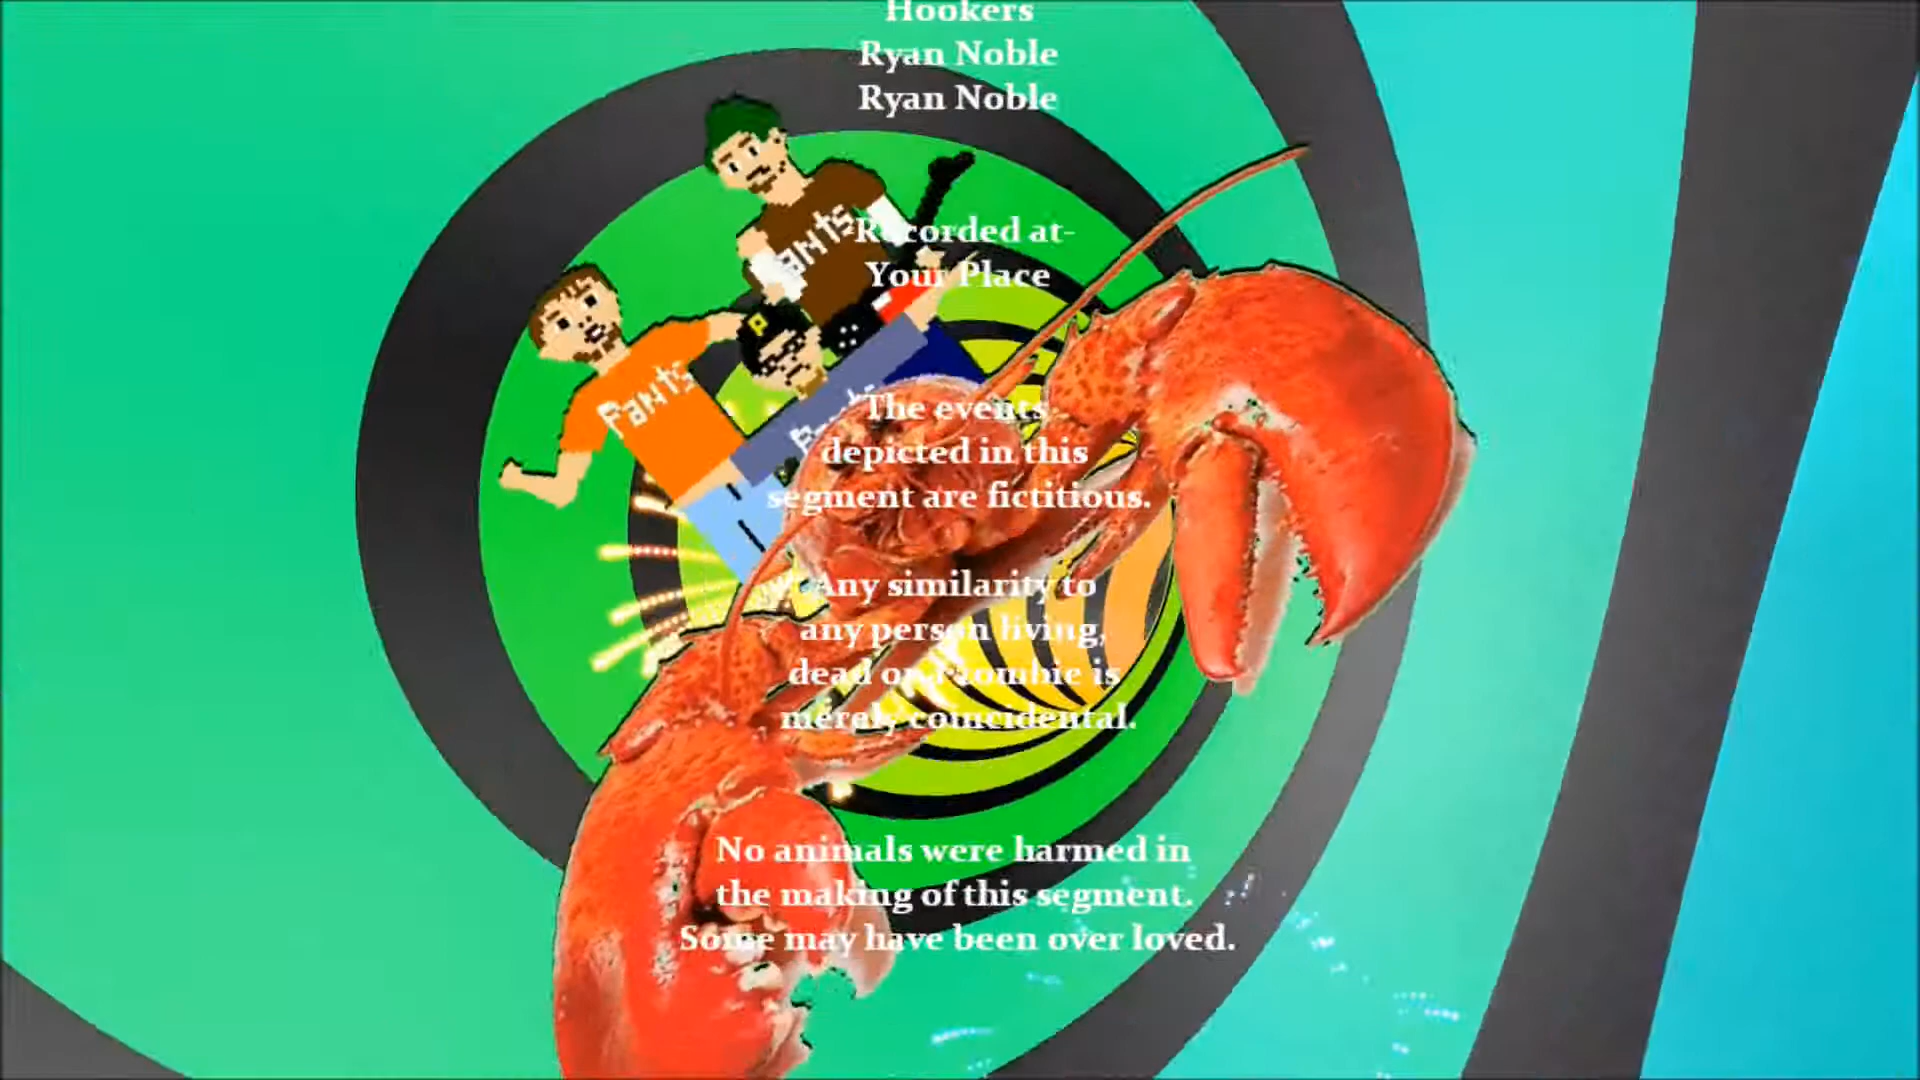 Hookers
Ryan Noble
Ryan Noble
Recorded at-
Your Place
PANTS
PANTS
P
The events
depicted in this
segment are fictitious.
Any similarity to
any person living,
dead or zombie is
merely coincidental.
No animals were harmed in
the making of this segment.
Some may have been over loved.